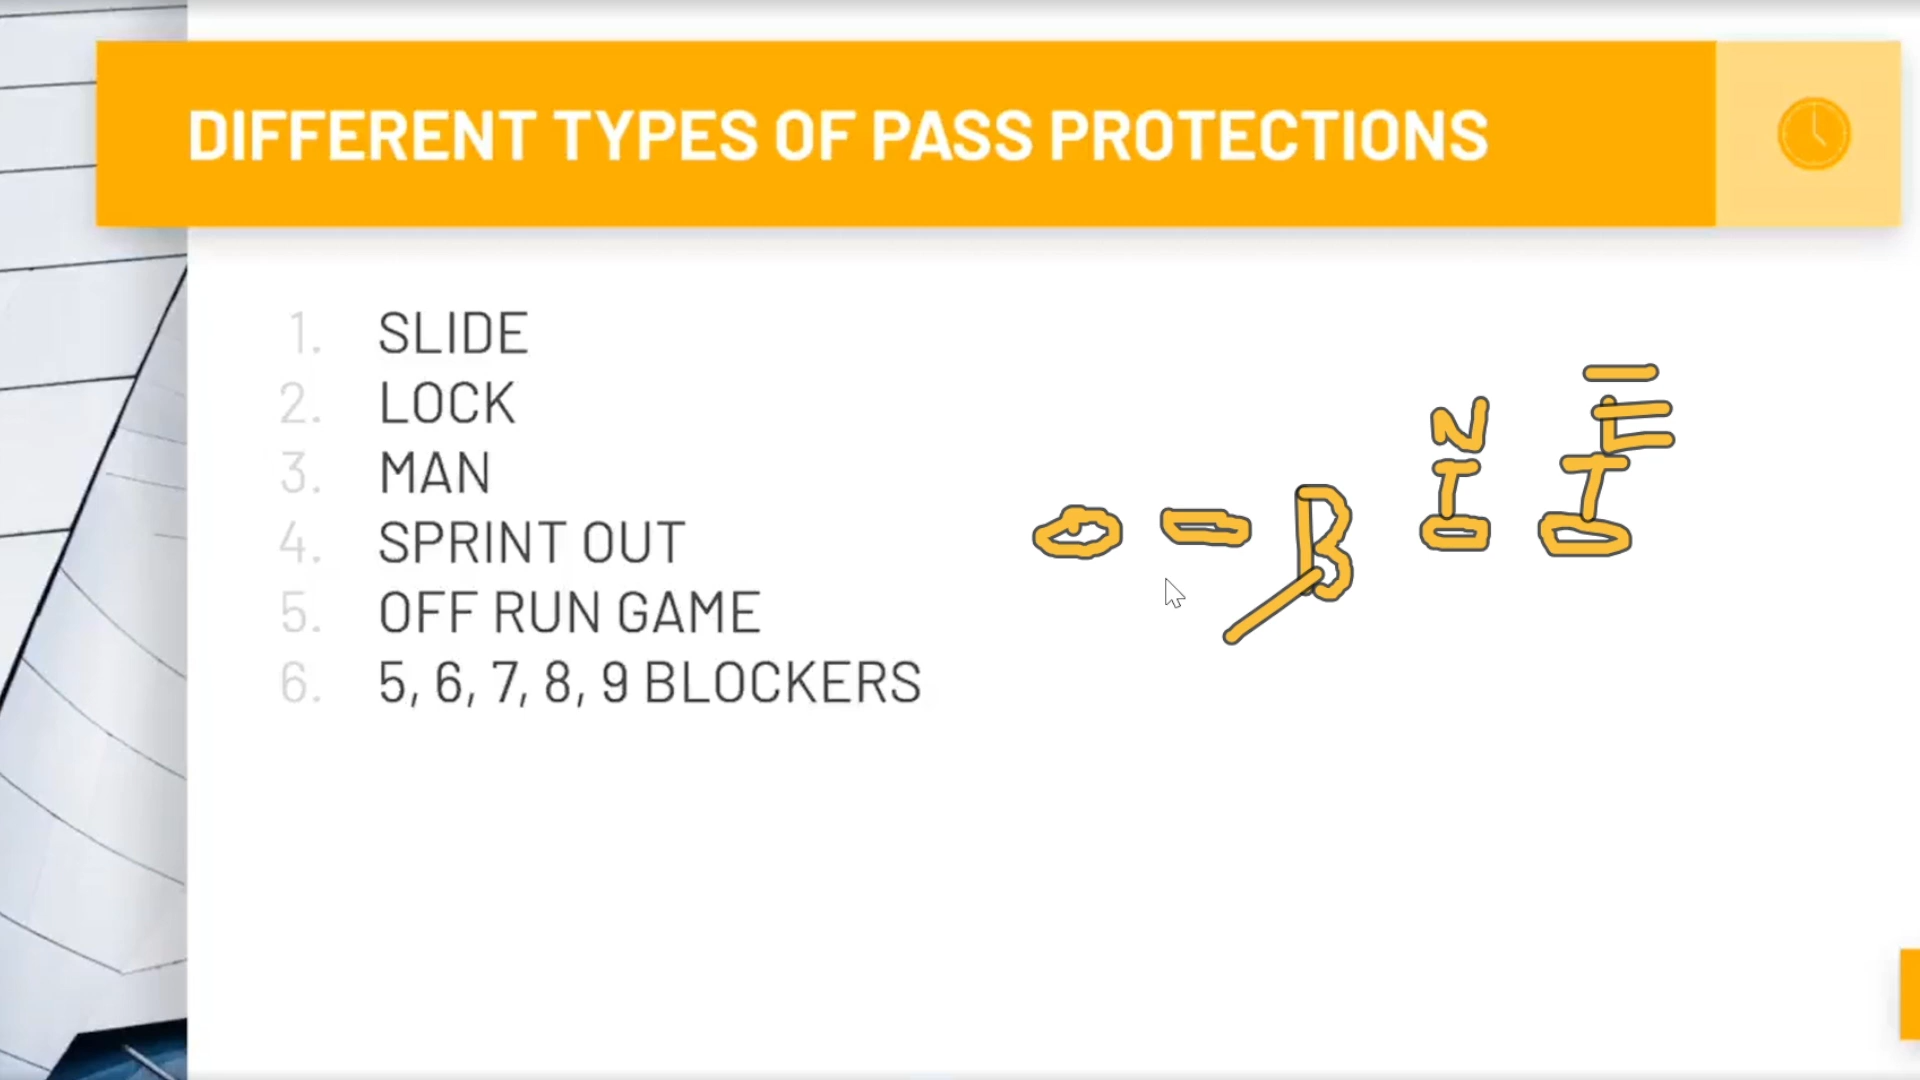 DIFFERENT TYPES OF PASS PROTECTIONS
1. SLIDE
2. LOCK
3. MAN
4. SPRINT OUT
5. OFF RUN GAME
6. 5, 6, 7, 8, 9 BLOCKERS
N
E
B